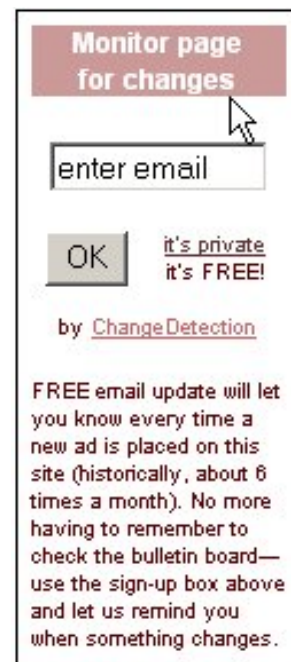 Monitor page
for changes
enter email
OK
it's private
it's FREE!
by ChangeDetection
FREE email update will let
you know every time a
new ad is placed on this
site (historically, about 6
times a month). No more
having to remember to
check the bulletin board—
use the sign-up box above
and let us remind you
when something changes.